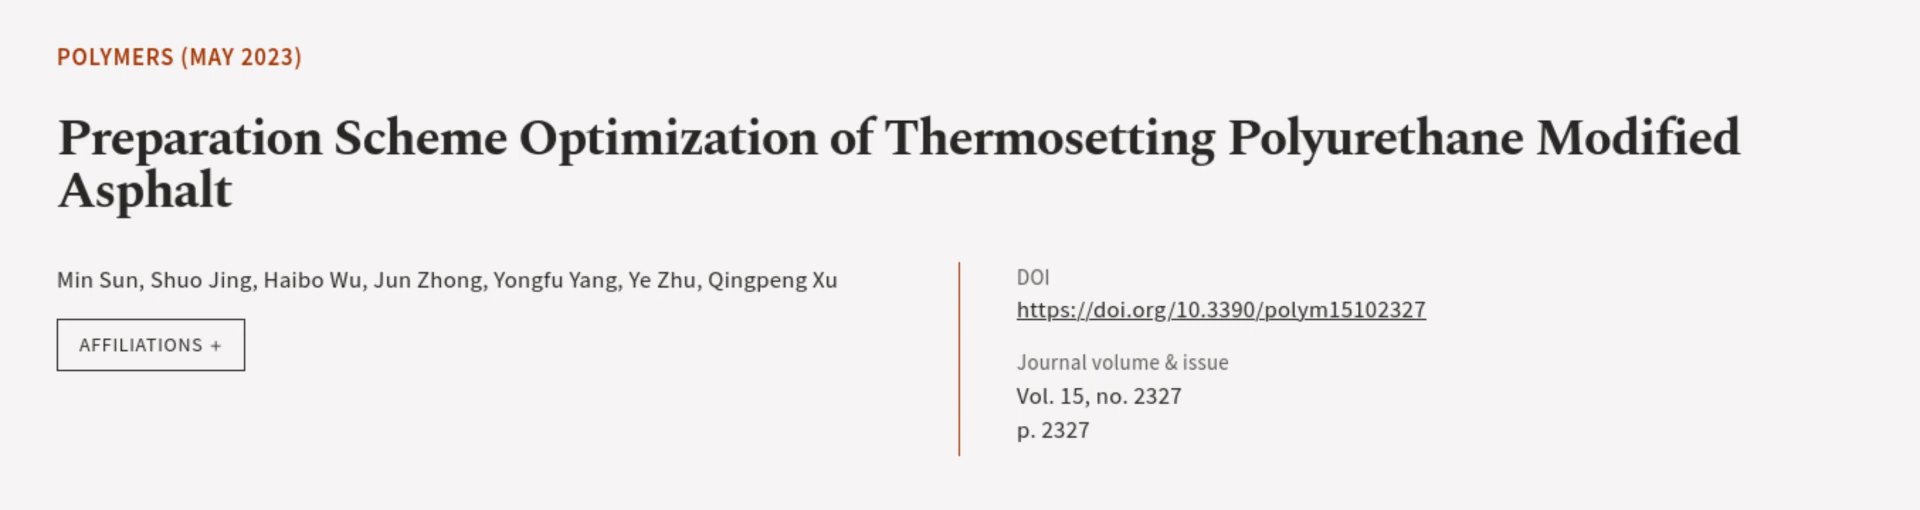 POLYMERS (MAY 2023)
Preparation Scheme Optimization of Thermosetting Polyurethane Modified
Asphalt
Min Sun, Shuo Jing, Haibo Wu, Jun Zhong, Yongfu Yang, Ye Zhu, Qingpeng Xu
AFFILIATIONS +
DOI
https://doi.org/10.3390/polym15102327
Journal volume & issue
Vol. 15, no. 2327
p. 2327